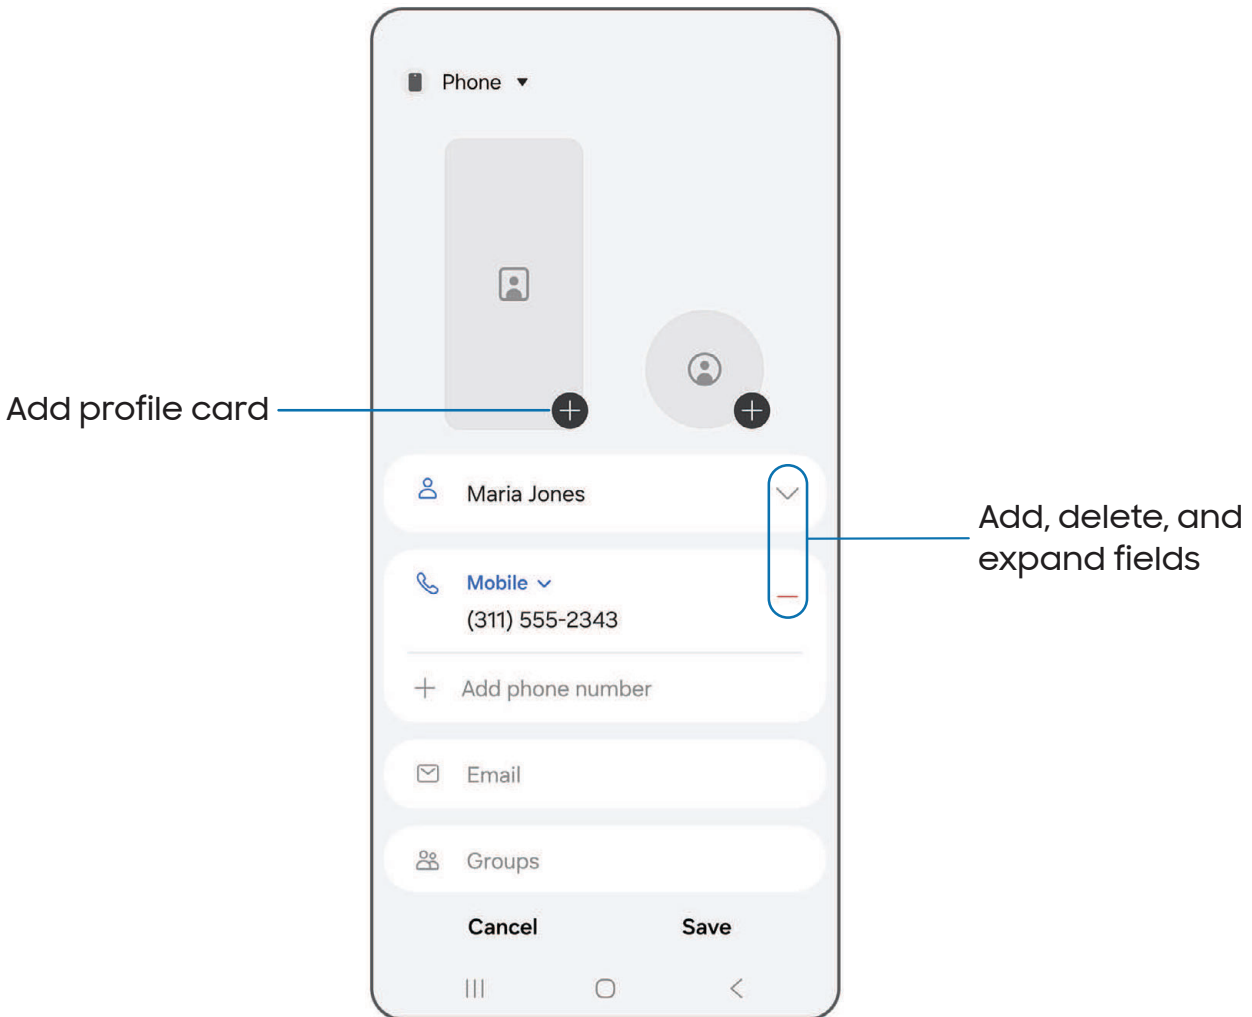 Phone
Add profile card
Maria Jones
Add, delete, and
expand fields
Mobile
(311) 555-2343
Add phone number
Email
Groups
Cancel
Save